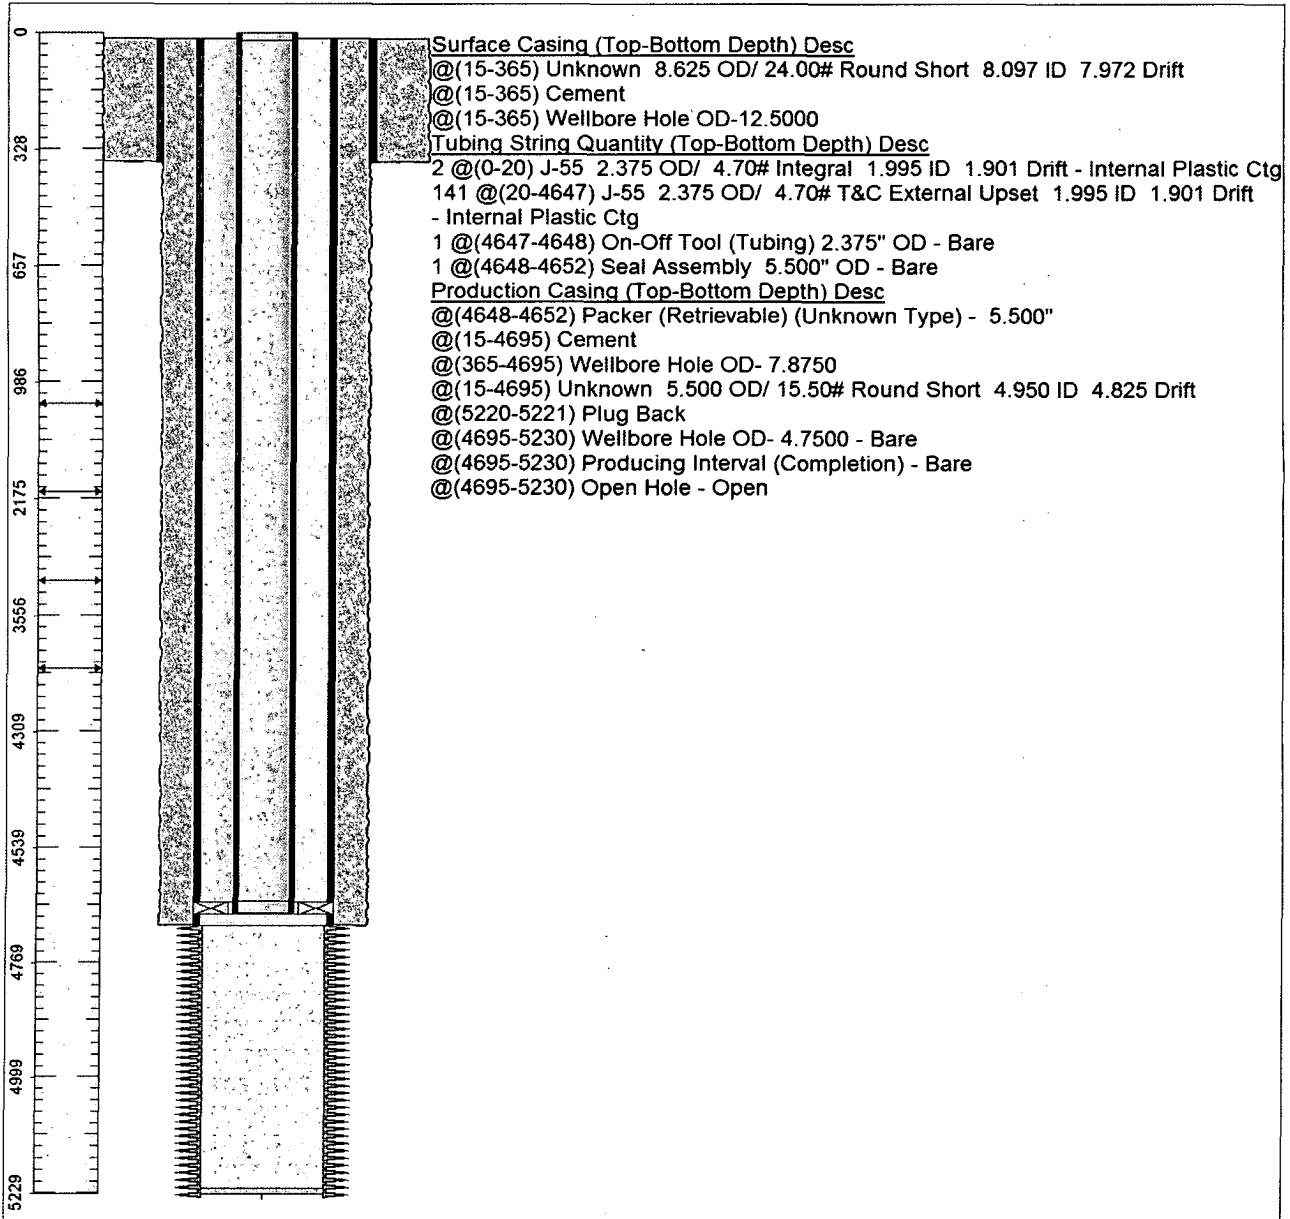 Surface Casing (Top-Bottom Depth) Desc
@(15-365) Unknown 8.625 OD/ 24.00# Round Short 8.097 ID 7.972 Drift
@(15-365) Cement
@(15-365) Wellbore Hole OD-12.5000
Tubing String Quantity (Top-Bottom Depth) Desc
2 @(0-20) J-55 2.375 OD/ 4.70# Integral 1.995 ID 1.901 Drift - Internal Plastic Ctg
141 @(20-4647) J-55 2.375 OD/ 4.70# T&C External Upset 1.995 ID 1.901 Drift
- Internal Plastic Ctg
1 @(4647-4648) On-Off Tool (Tubing) 2.375" OD - Bare
1 @(4648-4652) Seal Assembly 5.500" OD - Bare
Production Casing (Top-Bottom Depth) Desc
@(4648-4652) Packer (Retrievable) (Unknown Type) - 5.500"
@(15-4695) Cement
@(365-4695) Wellbore Hole OD- 7.8750
@(15-4695) Unknown 5.500 OD/ 15.50# Round Short 4.950 ID 4.825 Drift
@(5220-5221) Plug Back
@(4695-5230) Wellbore Hole OD- 4.7500 - Bare
@(4695-5230) Producing Interval (Completion) - Bare
@(4695-5230) Open Hole - Open
0
328
657
986
2175
3556
4309
4539
4769
4999
5229